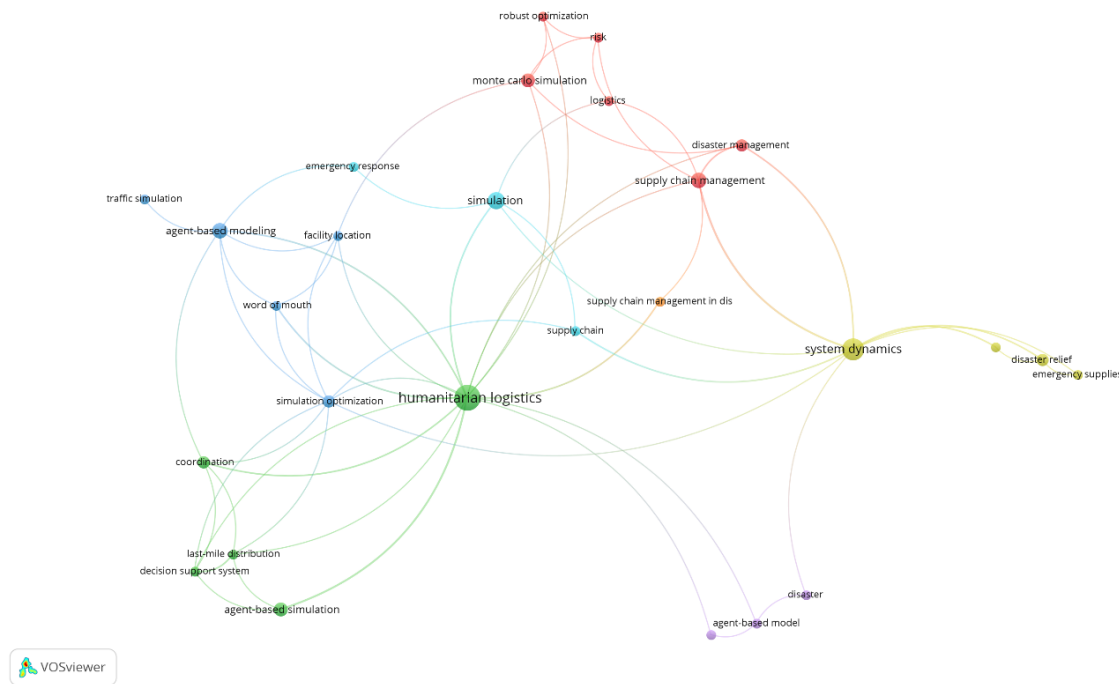 robust optimization
risk
monte carlo simulation
logistics
disaster management
emergency response
supply chain management
traffic simulation
simulation
agent-based modeling
facility location
supply chain management in dis
word of mouth
supply chain
system dynamics
disaster relief
emergency supplies
humanitarian logistics
simulation optimization
coordination
last-mile distribution
decision support system
agent-based simulation
disaster
agent-based model
VOSviewer